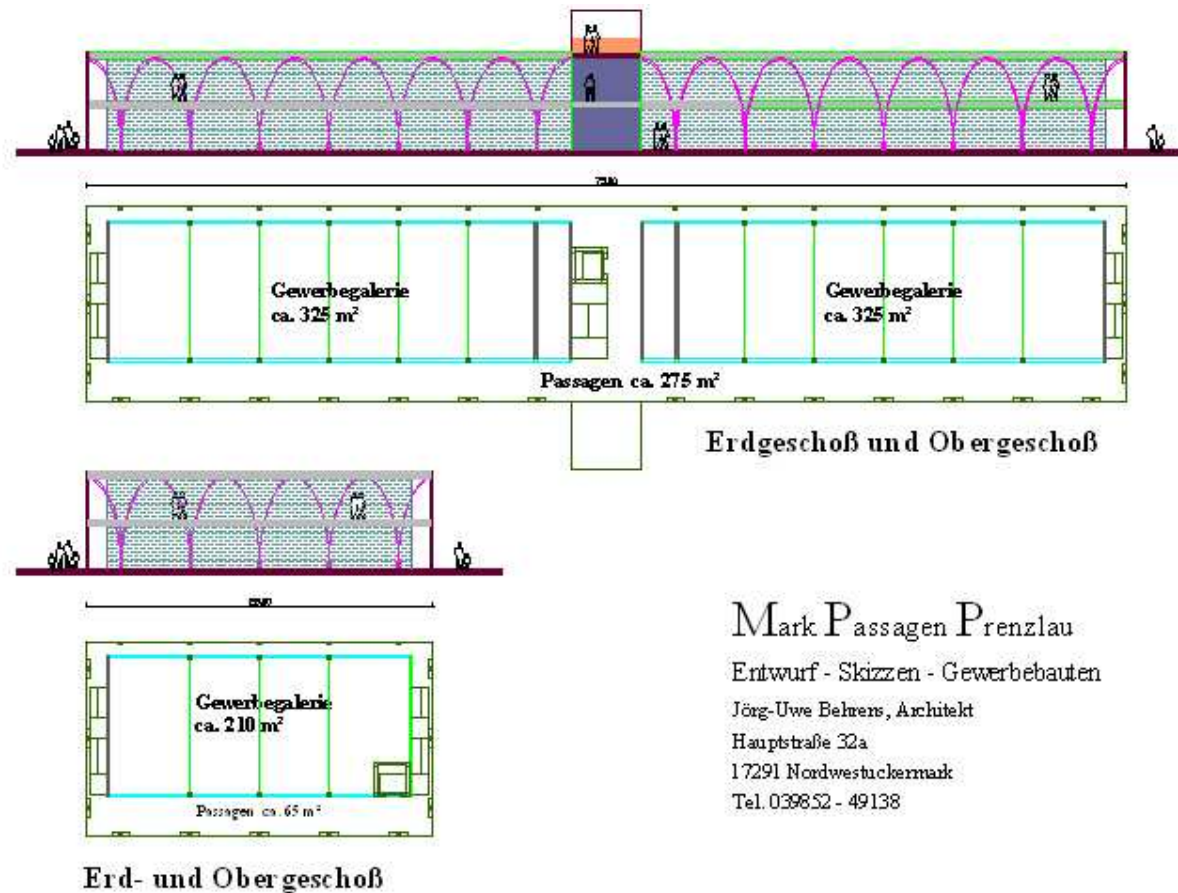 Gewerbegalerie
ca. 325 m²
Gewerbegalerie
ca. 325 m²
Passagen ca. 275 m²
Erdgeschoß und Obergeschoß
Gewerbegalerie
ca. 210 m²
Passagen ca. 65 m²
Erd- und Obergeschoß
Mark Passagen Prenzlau
Entwurf - Skizzen - Gewerbebauten
Jörg-Uwe Behrens, Architekt
Hauptstraße 32a
17291 Nordwestuckermark
Tel. 039852 - 49138